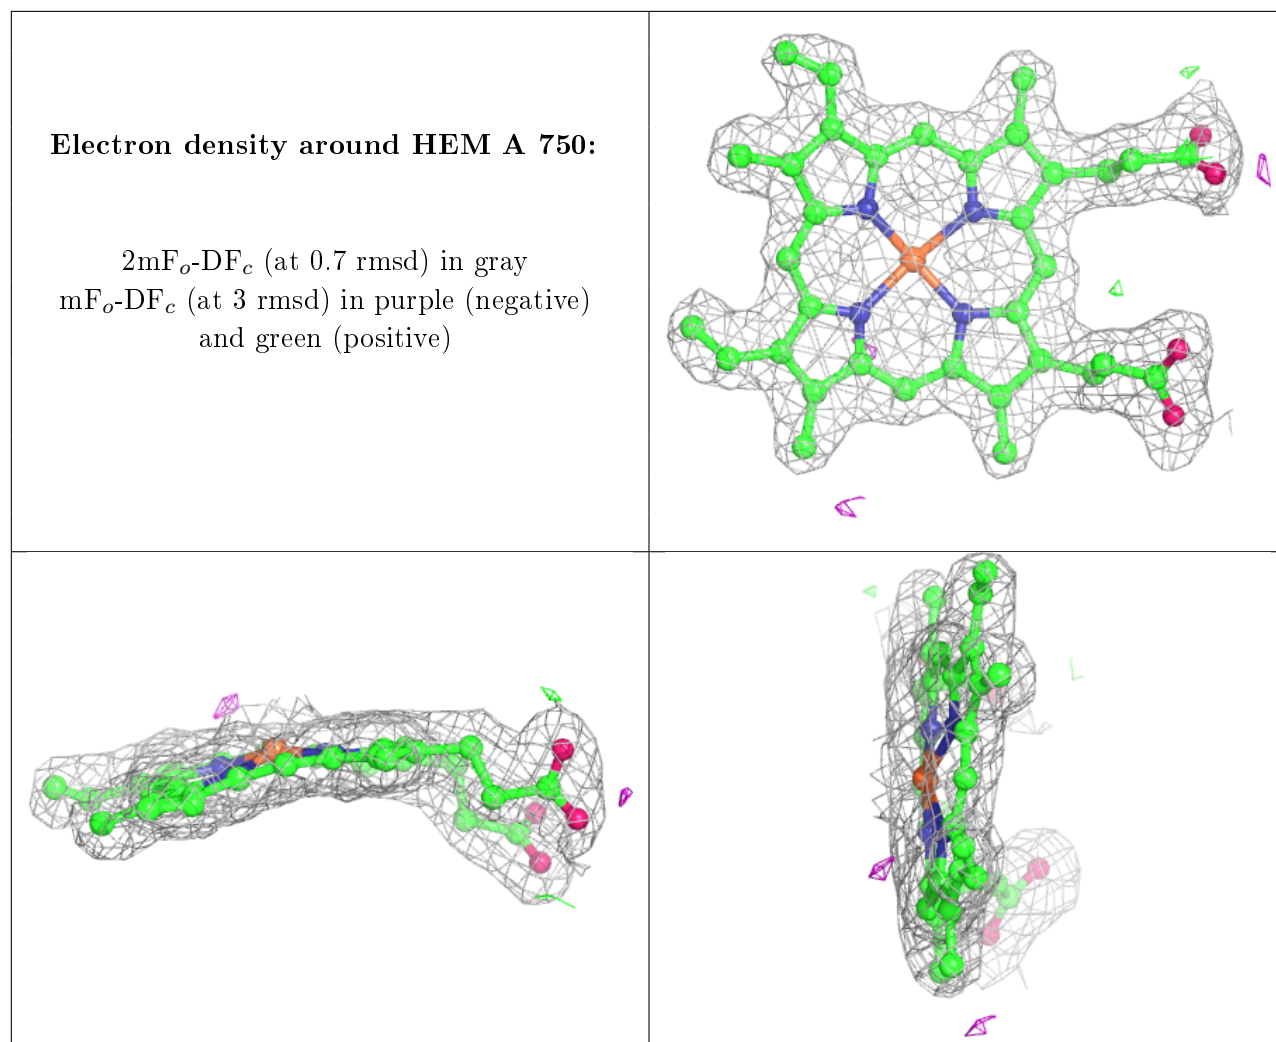 Electron density around HEM A 750:
2mFₒ-DF𝒸 (at 0.7 rmsd) in gray
mFₒ-DF𝒸 (at 3 rmsd) in purple (negative)
and green (positive)